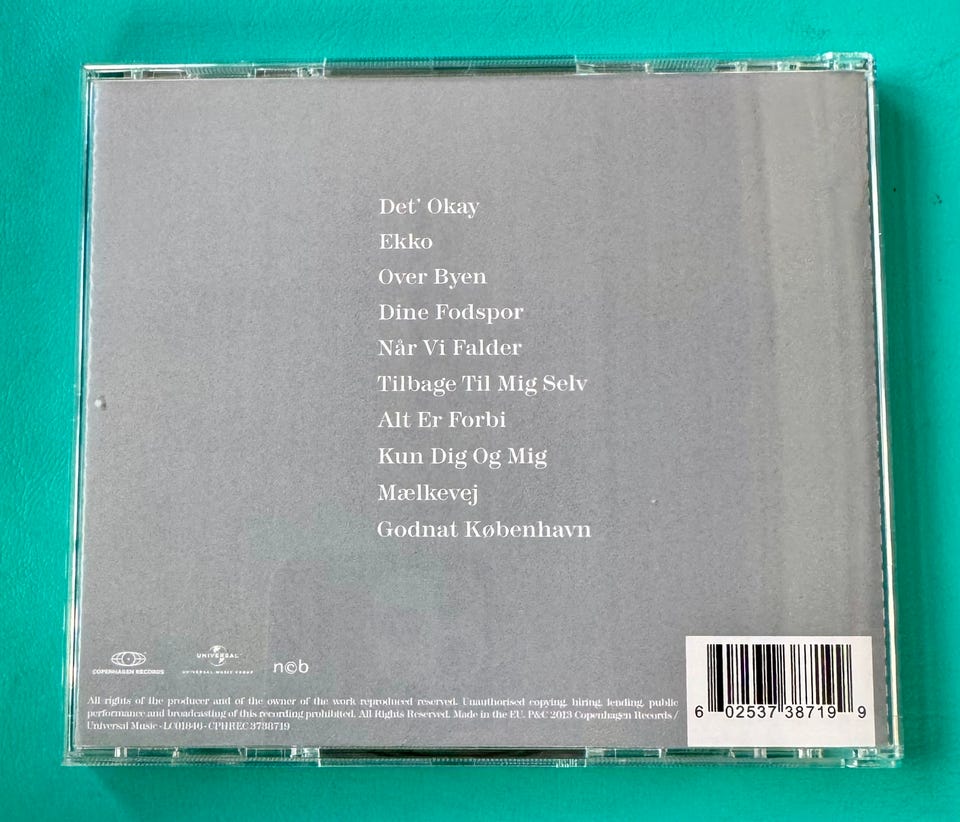 Det' Okay
Ekko
Over Byen
Dine Fodspor
Når Vi Falder
Tilbage Til Mig Selv
Alt Er Forbi
Kun Dig Og Mig
Mælkevej
Godnat København
COPENHAGEN RECORDS
UNIVERSAL
UNIVERSAL MUSIC GROUP
n©b
All rights of the producer and of the owner of the work reproduced reserved. Unauthorised copying, hiring, lending, public
performance and broadcasting of this recording prohibited. All Rights Reserved. Made in the EU. P&C 2013 Copenhagen Records /
Universal Music - LC01846 - CPHREC 3738719
6 02537 38719 9